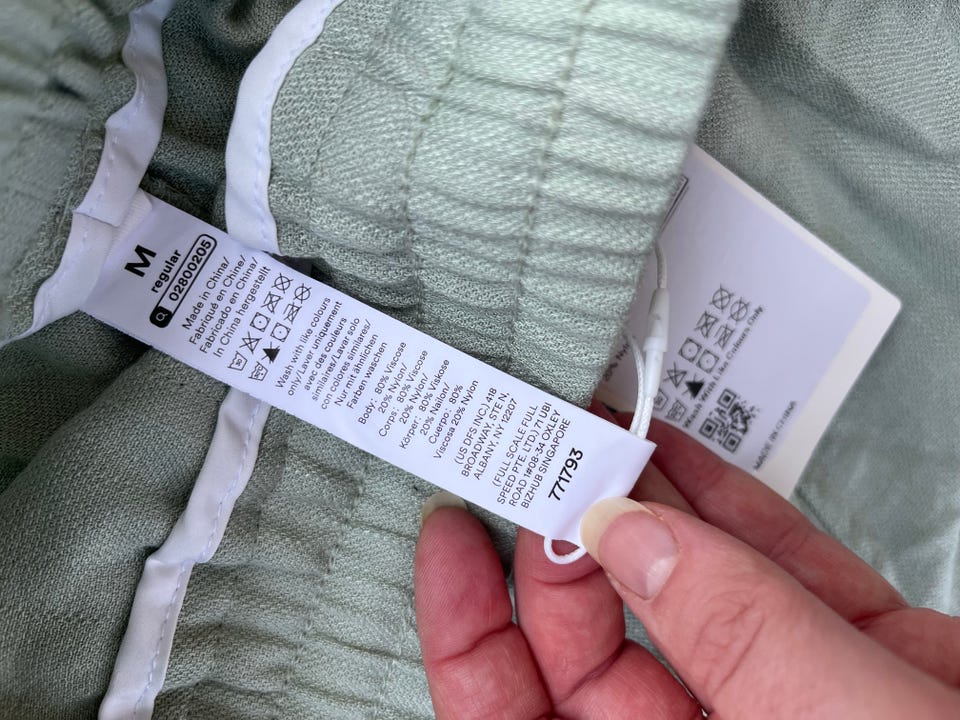 M
regular
02800205
Made in China/
Fabriqué en Chine/
Fabricado en China/
In China hergestellt
Wash with like colours
only/Laver uniquement
avec des couleurs
similaires/Lavar solo
con colores similares/
Nur mit ähnlichen
Farben waschen
Body: 80% Viscose
20% Nylon/
Corps: 80% Viscose
20% Nylon/
Körper: 80% Viskose
20% Nailon/
Cuerpo: 80%
Viscosa 20% Nylon
(US DFS INC.) 418
BROADWAY, STE N,
ALBANY, NY 12207
(FULL SCALE FULL
SPEED PTE. LTD.) 71 UB
ROAD 1#08-34 OXLEY
BIZHUB SINGAPORE
771793
20% Nylon
Wash With Like Colours Only
MADE IN CHINA